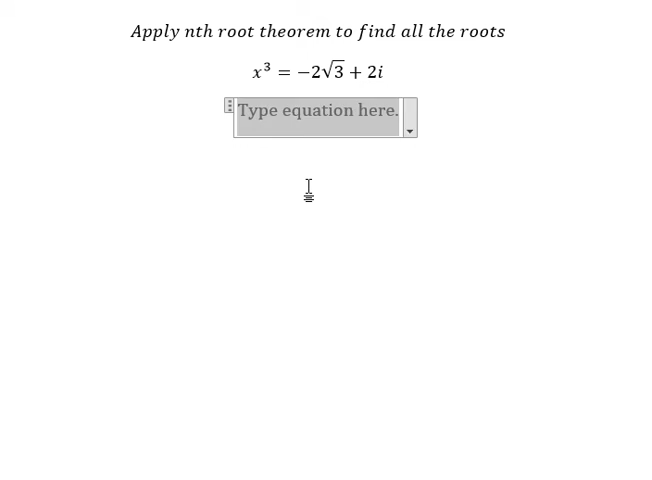 Apply nth root theorem to find all the roots
x³ = −2√3 + 2i
Type equation here.